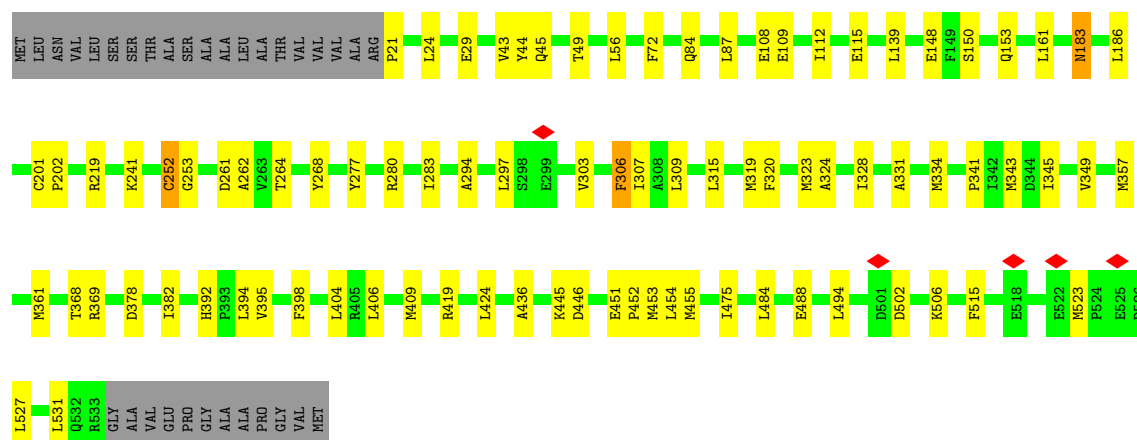 MET LEU ASN VAL LEU SER SER THR ALA SER ALA ALA LEU ALA THR VAL VAL VAL ALA ARG P21 L24 E29 V43 Y44 Q45 T49 L56 F72 Q84 L87 E108 E109 I112 E115 L139 E148 F149 S150 Q153 L161 N183 L186
C201 P202 R219 K241 C252 G253 D261 A262 V263 T264 Y268 Y277 R280 I283 A294 L297 S298 E299 V303 F306 I307 A308 L309 L315 M319 F320 M323 A324 I328 A331 M334 P341 I342 M343 D344 I345 V349 M357
M361 T368 R369 D378 I382 H392 P393 L394 V395 F398 L404 R405 L406 M409 R419 L424 A436 K445 D446 E451 P452 M453 L454 M455 I475 L484 E488 L494 D501 D502 K506 F515 E518 E522 M523 P524 E525
L527 L531 Q532 R533 GLY ALA VAL GLU PRO GLY ALA ALA PRO GLY VAL MET